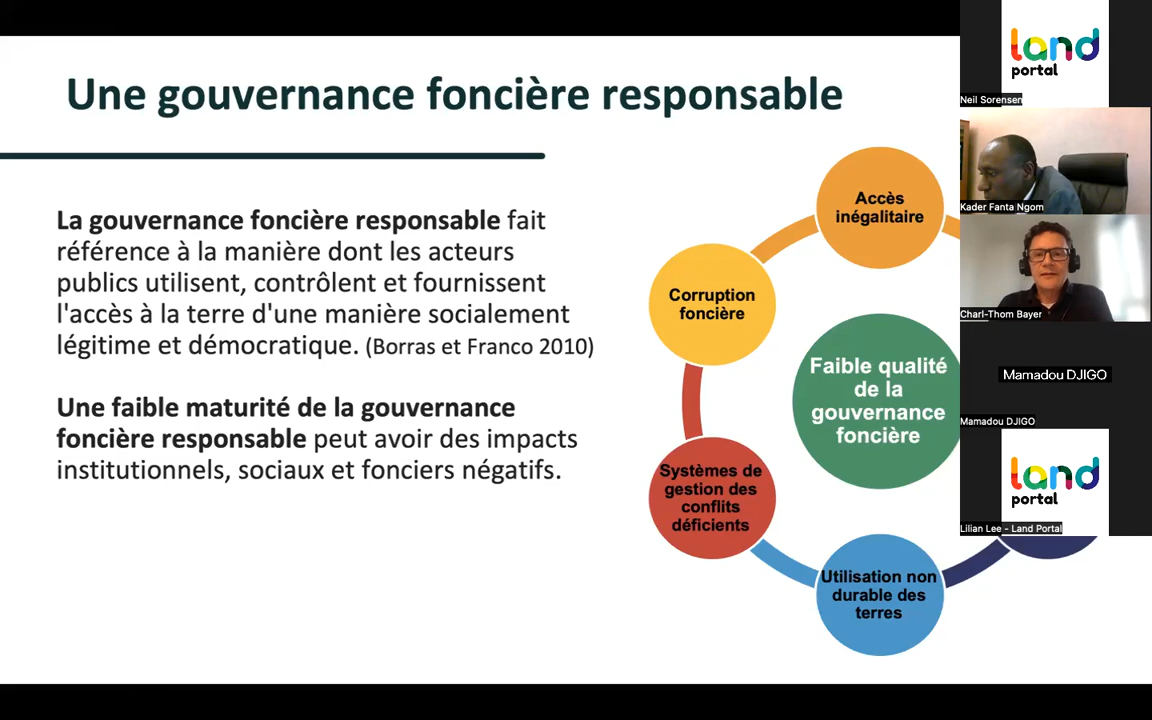 Une gouvernance foncière responsable
La gouvernance foncière responsable fait
référence à la manière dont les acteurs
publics utilisent, contrôlent et fournissent
l'accès à la terre d'une manière socialement
légitime et démocratique. (Borras et Franco 2010)
Une faible maturité de la gouvernance
foncière responsable peut avoir des impacts
institutionnels, sociaux et fonciers négatifs.
Accès
inégalitaire
Corruption
foncière
Faible qualité
de la
gouvernance
foncière
Systèmes de
gestion des
conflits
déficients
Utilisation non
durable des
terres
land
portal
Neil Sorensen
Kader Fanta Ngom
Charl-Thom Bayer
Mamadou DJIGO
Mamadou DJIGO
land
portal
Lilian Lee - Land Portal